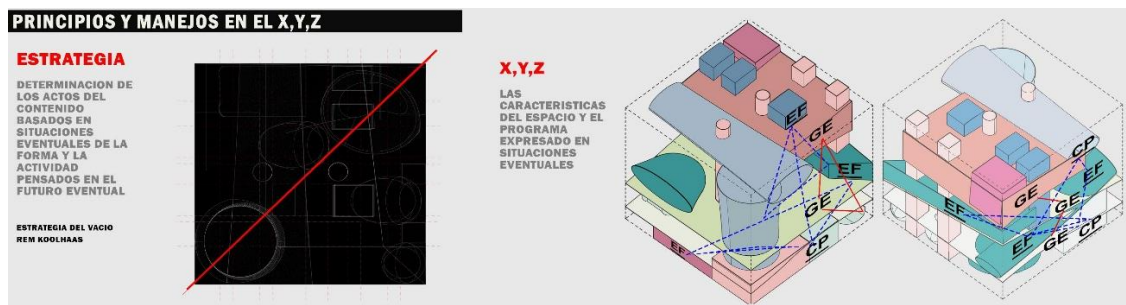 PRINCIPIOS Y MANEJOS EN EL X,Y,Z
ESTRATEGIA
DETERMINACION DE
LOS ACTOS DEL
CONTENIDO
BASADOS EN
SITUACIONES
EVENTUALES DE LA
FORMA Y LA
ACTIVIDAD
PENSADOS EN EL
FUTURO EVENTUAL
ESTRATEGIA DEL VACIO
REM KOOLHAAS
X,Y,Z
LAS
CARACTERISTICAS
DEL ESPACIO Y EL
PROGRAMA
EXPRESADO EN
SITUACIONES
EVENTUALES
EF
GE
EF
GE
EF
CP
CP
EF
GE
EF
GE
EF
GE
CP